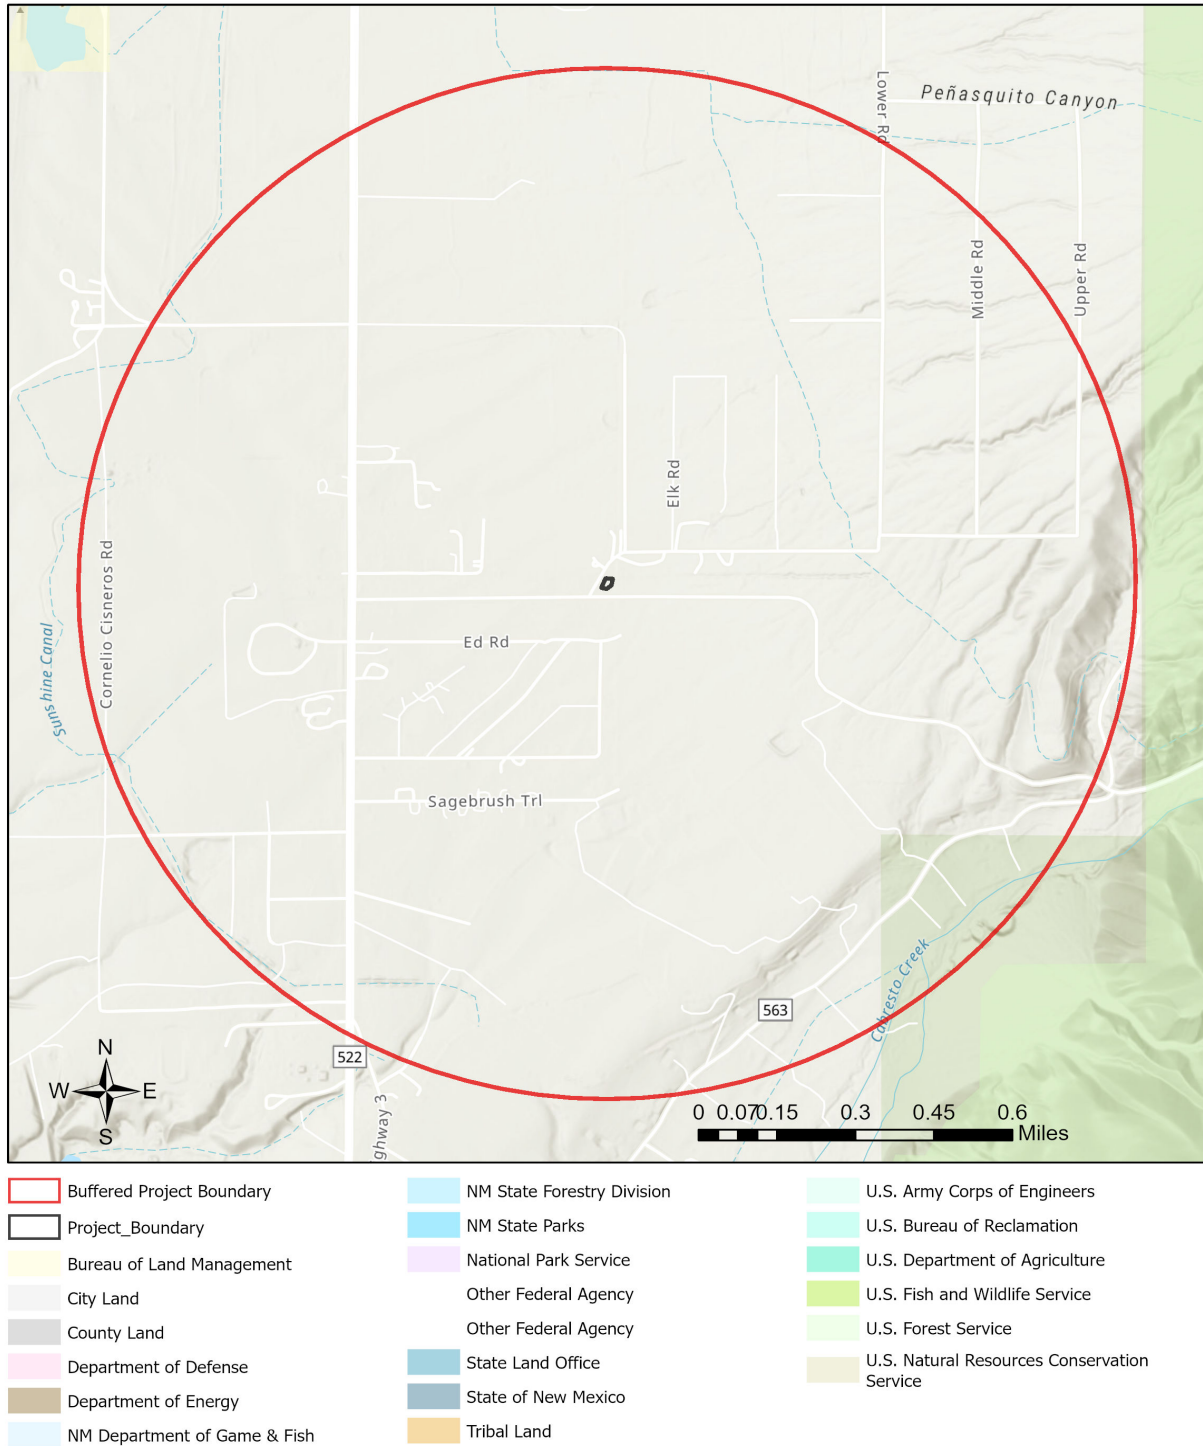 Lower Rd
Peñasquito Canyon
Middle Rd
Upper Rd
Elk Rd
Cornelio Cisneros Rd
Sunshine Canal
Ed Rd
Sagebrush Trl
Cabresto Creek
563
522
ghway 3
N
W E
S
0 0.07 0.15 0.3 0.45 0.6
Miles
Buffered Project Boundary
Project_Boundary
Bureau of Land Management
City Land
County Land
Department of Defense
Department of Energy
NM Department of Game & Fish
NM State Forestry Division
NM State Parks
National Park Service
Other Federal Agency
Other Federal Agency
State Land Office
State of New Mexico
Tribal Land
U.S. Army Corps of Engineers
U.S. Bureau of Reclamation
U.S. Department of Agriculture
U.S. Fish and Wildlife Service
U.S. Forest Service
U.S. Natural Resources Conservation
Service